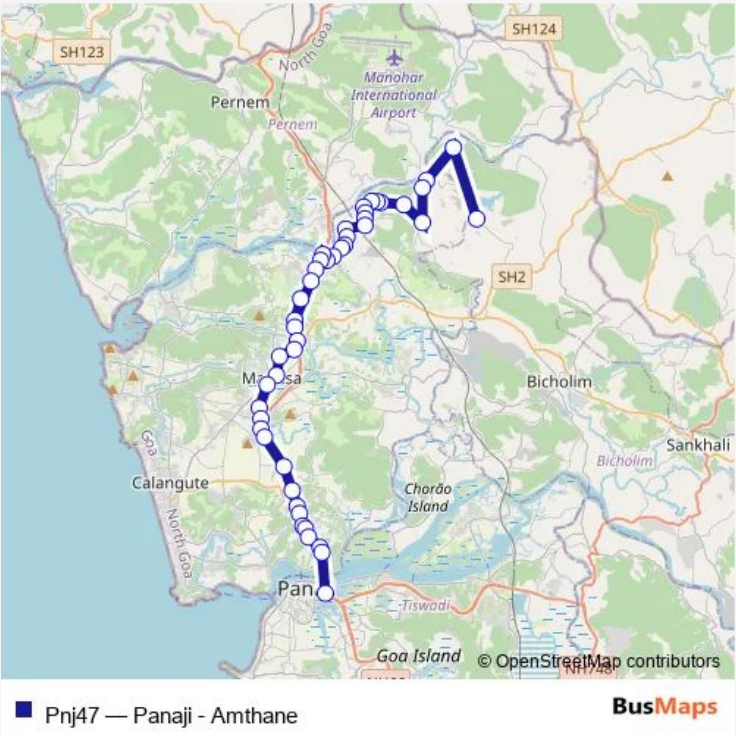 SH123
North Goa
SH124
Manohar
International
Airport
Pernem
Pernem
SH2
Bicholim
Sankhali
Bicholim
Goa
North Goa
Calangute
Chorão
Island
Tiswadi
Goa Island
© OpenStreetMap contributors
NH748
Pnj47 — Panaji - Amthane
BusMaps